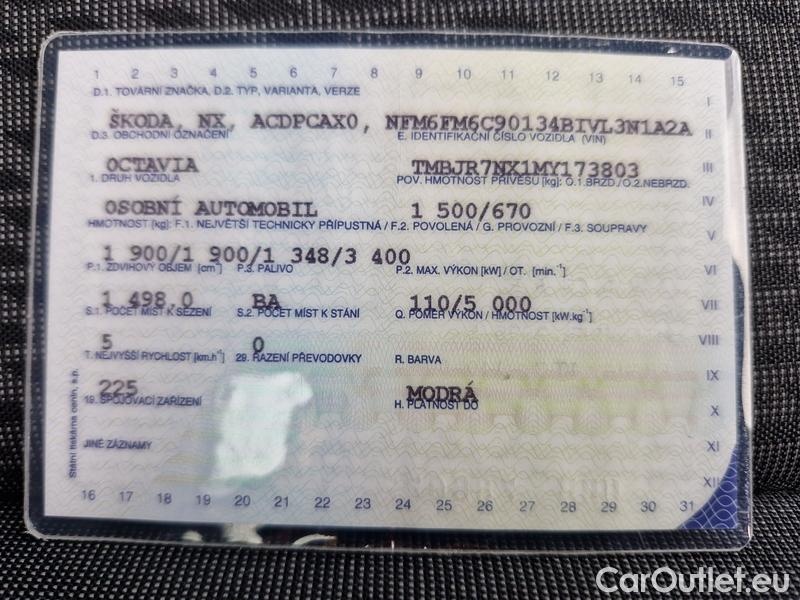 1 2 3 4 5 6 7 8 9 10 11 12 13 14 15
D.1. TOVÁRNÍ ZNAČKA, D.2. TYP, VARIANTA, VERZE
I
ŠKODA, NX, ACDPCAX0, NFM6FM6C90134BIVL3N1A2A
II
D.3. OBCHODNÍ OZNAČENÍ E. IDENTIFIKAČNÍ ČÍSLO VOZIDLA (VIN)
OCTAVIA TMBJR7NX1MY173803
III
1. DRUH VOZIDLA POV. HMOTNOST PŘÍVĚSU [kg]: O.1.BRZD./O.2.NEBRZD.
OSOBNÍ AUTOMOBIL 1 500/670
IV
HMOTNOST (kg): F.1. NEJVĚTŠÍ TECHNICKY PŘÍPUSTNÁ / F.2. POVOLENÁ / G. PROVOZNÍ / F.3. SOUPRAVY
V
1 900/1 900/1 348/3 400
P.1. ZDVIHOVÝ OBJEM [cm³] P.3. PALIVO P.2. MAX. VÝKON [kW] / OT. [min.⁻¹]
VI
1 498,0 BA 110/5 000
VII
S.1. POČET MÍST K SEZENÍ S.2. POČET MÍST K STÁNÍ Q. POMĚR VÝKON / HMOTNOST [kW.kg⁻¹]
5 0
VIII
T. NEJVYŠŠÍ RYCHLOST [km.h⁻¹] 29. ŘAZENÍ PŘEVODOVKY R. BARVA
225 MODRÁ
IX
19. SPOJOVACÍ ZAŘÍZENÍ H. PLATNOST DO
X
JINÉ ZÁZNAMY
XI
XII
16 17 18 19 20 21 22 23 24 25 26 27 28 29 30 31
Státní tiskárna cenin, s.p.
CarOutlet.eu